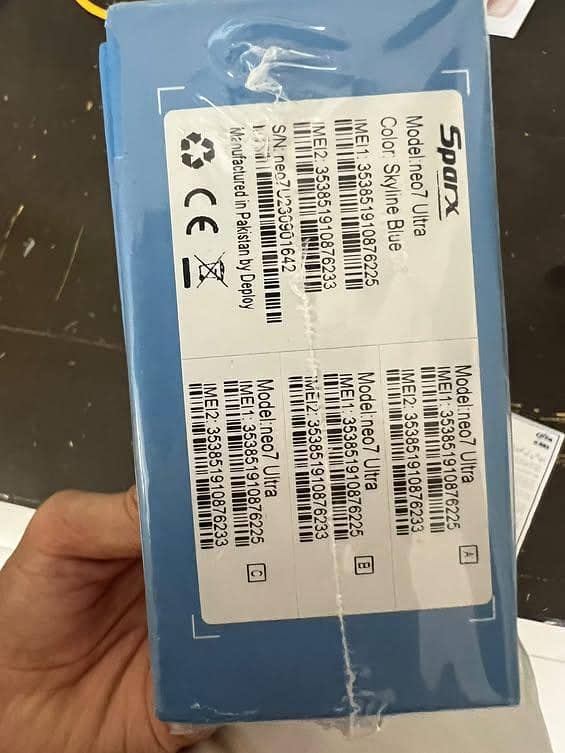 Sparx
Model:neo7 Ultra
Color: Skyline Blue
IMEI1: 353851910876225
IMEI2: 353851910876233
S/N: neo7U230901642
Manufactured in Pakistan by Deploy
CE
Model:neo7 Ultra
IMEI1: 353851910876225
IMEI2: 353851910876233
A
Model:neo7 Ultra
IMEI1: 353851910876225
IMEI2: 353851910876233
B
Model:neo7 Ultra
IMEI1: 353851910876225
IMEI2: 353851910876233
C